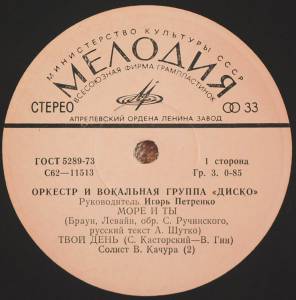 МИНИСТЕРСТВО КУЛЬТУРЫ СССР
МЕЛОДИЯ
ВСЕСОЮЗНАЯ ФИРМА ГРАМПЛАСТИНОК
СТЕРЕО
33
АПРЕЛЕВСКИЙ ОРДЕНА ЛЕНИНА ЗАВОД
ГОСТ 5289-73
1 сторона
С62—11513
Гр. 3. 0-85
ОРКЕСТР И ВОКАЛЬНАЯ ГРУППА «ДИСКО»
Руководитель Игорь Петренко
МОРЕ И ТЫ
(Браун, Левайн, обр. С. Ручинского,
русский текст А. Шутко)
ТВОЙ ДЕНЬ (С. Касторский—В. Гин)
Солист В. Качура (2)